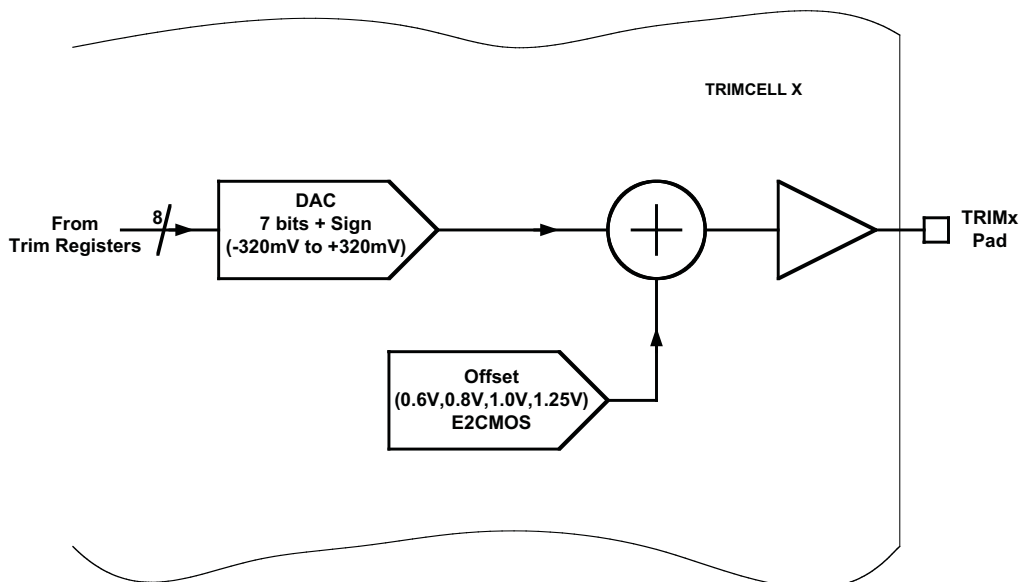 TRIMCELL X
DAC
7 bits + Sign
(-320mV to +320mV)
8
From
Trim Registers
TRIMx
Pad
Offset
(0.6V,0.8V,1.0V,1.25V)
E2CMOS